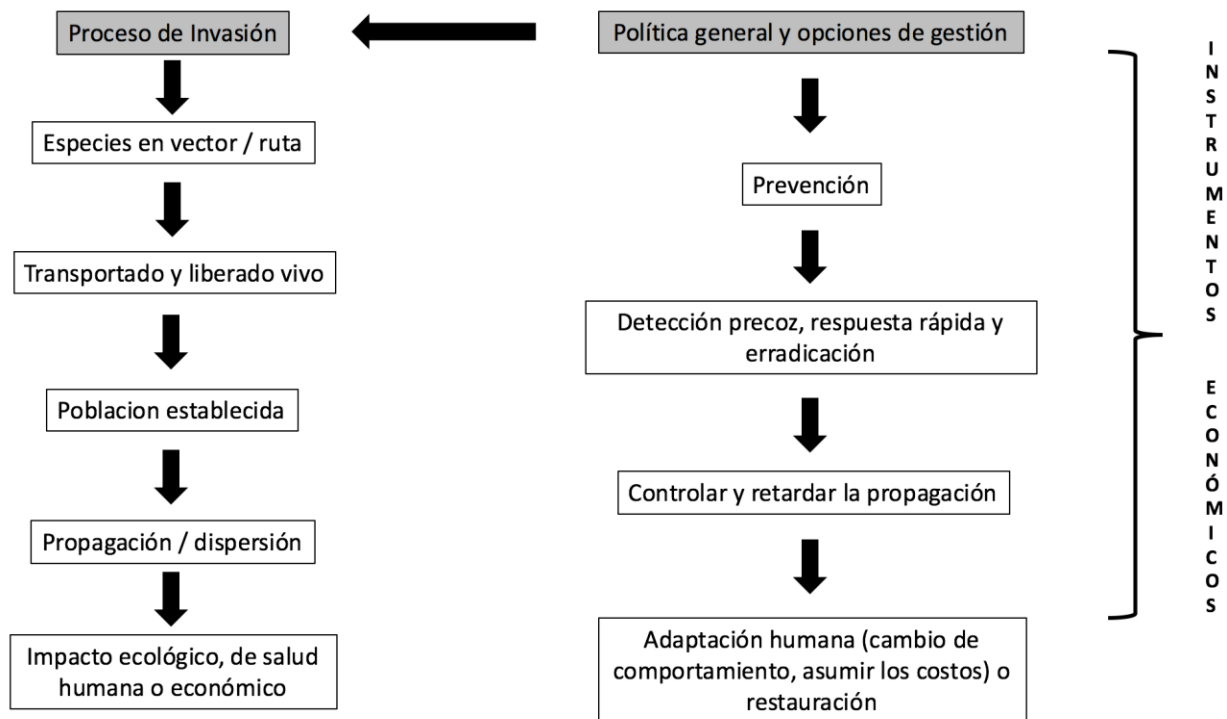 Proceso de Invasión
Especies en vector / ruta
Transportado y liberado vivo
Poblacion establecida
Propagación / dispersión
Impacto ecológico, de salud
humana o económico
Política general y opciones de gestión
Prevención
Detección precoz, respuesta rápida y
erradicación
Controlar y retardar la propagación
Adaptación humana (cambio de
comportamiento, asumir los costos) o
restauración
INSTRUMENTOS ECONÓMICOS